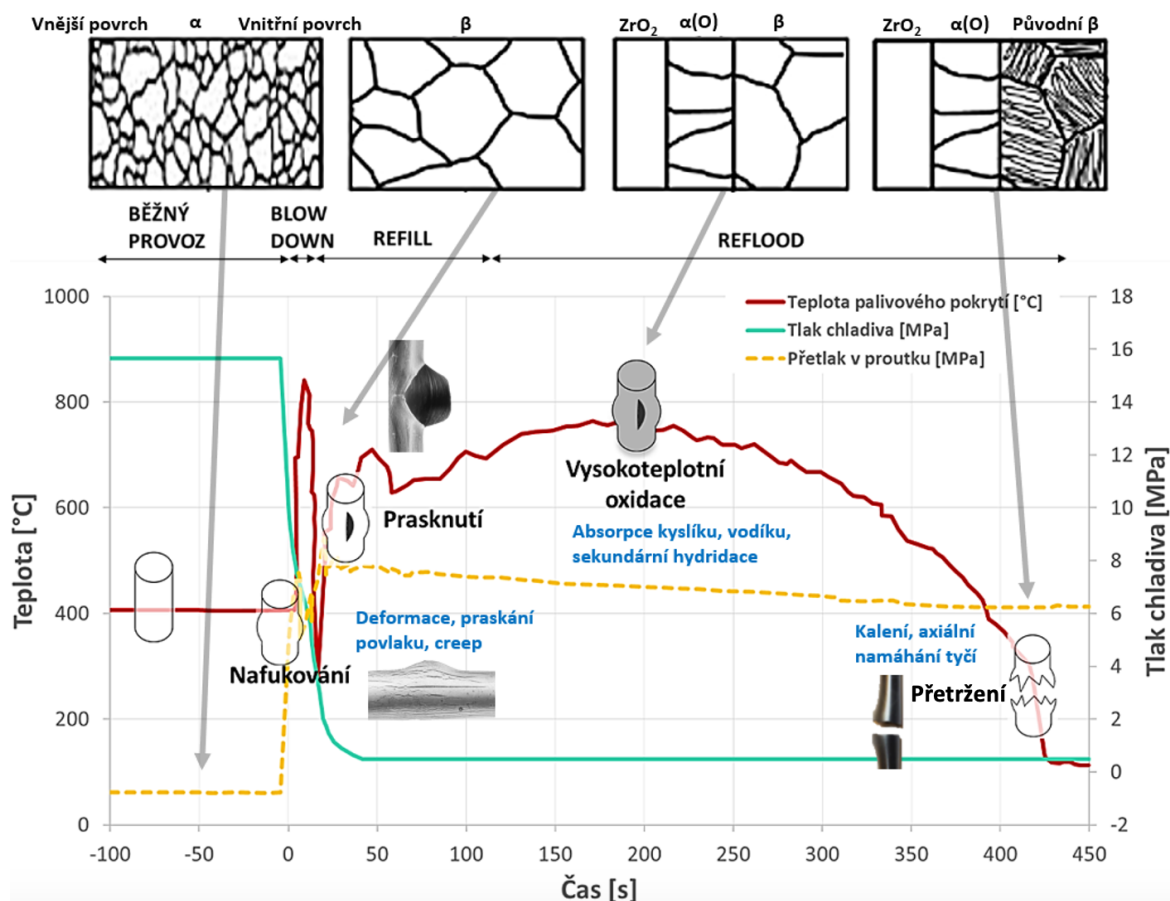 Vnější povrch α Vnitřní povrch β ZrO₂ α(O) β ZrO₂ α(O) Původní β
BĚŽNÝ
PROVOZ
BLOW
DOWN
REFILL
REFLOOD
1000
800
600
400
200
0
Teplota [°C]
18
16
14
12
10
8
6
4
2
0
-2
Tlak chladiva [MPa]
Teplota palivového pokrytí [°C]
Tlak chladiva [MPa]
Přetlak v proutku [MPa]
Prasknutí
Vysokoteplotní
oxidace
Absorpce kyslíku, vodíku,
sekundární hydridace
Nafukování
Deformace, praskání
povlaku, creep
Kalení, axiální
namáhání tyčí
Přetržení
-100 -50 0 50 100 150 200 250 300 350 400 450
Čas [s]